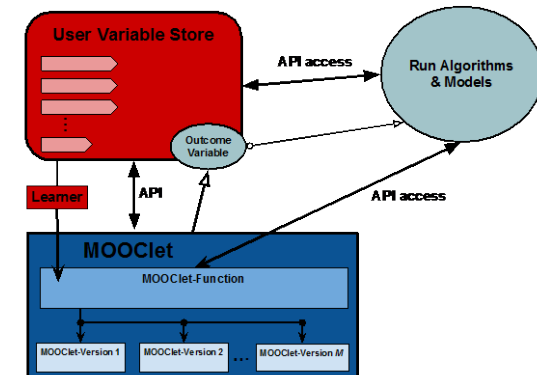 User Variable Store
API access
Run Algorithms
& Models
Outcome
Variable
Learner
API
API access
MOOClet
MOOClet-Function
MOOClet-Version 1
MOOClet-Version 2
...
MOOClet-Version M